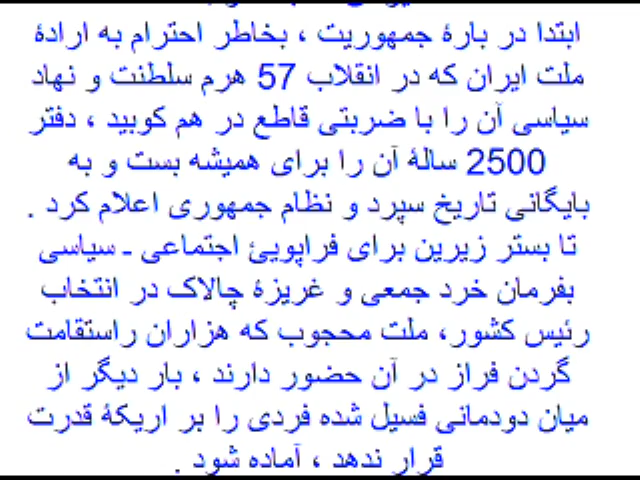 ابتدا در بارهٔ جمهوریت ، بخاطر احترام به ارادهٔ
ملت ایران که در انقلاب 57 هرم سلطنت و نهاد
سیاسی آن را با ضربتی قاطع در هم کوبید ، دفتر
2500 سالهٔ آن را برای همیشه بست و به
بایگانی تاریخ سپرد و نظام جمهوری اعلام کرد .
تا بستر زیرین برای فراپویئ اجتماعی ـ سیاسی
بفرمان خرد جمعی و غریزهٔ چالاک در انتخاب
رئیس کشور، ملت محجوب که هزاران راستقامت
گردن فراز در آن حضور دارند ، بار دیگر از
میان دودمانی فسیل شده فردی را بر اریکهٔ قدرت
قرار ندهد ، آماده شود .